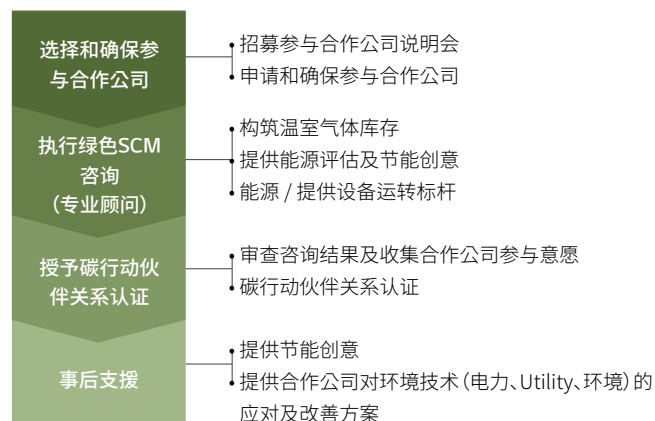 选择和确保参
与合作公司
• 招募参与合作公司说明会
• 申请和确保参与合作公司
执行绿色SCM
咨询
（专业顾问）
• 构筑温室气体库存
• 提供能源评估及节能创意
• 能源 / 提供设备运转标杆
授予碳行动伙
伴关系认证
• 审查咨询结果及收集合作公司参与意愿
• 碳行动伙伴关系认证
事后支援
• 提供节能创意
• 提供合作公司对环境技术（电力、Utility、环境）的
应对及改善方案